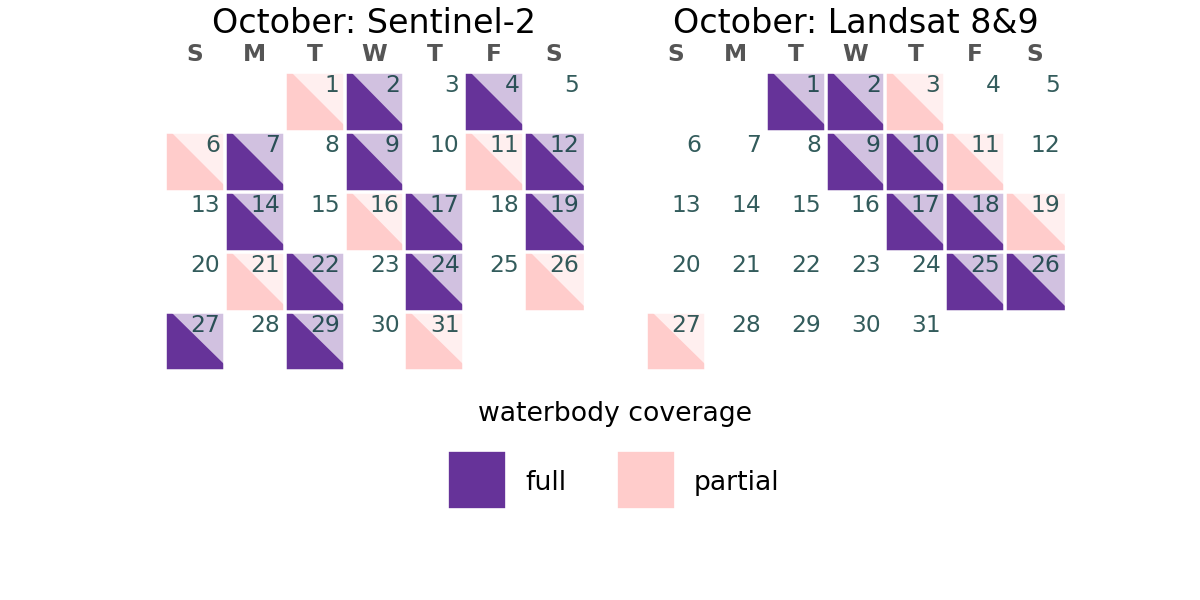 October: Sentinel-2
S M T W T F S
1 2 3 4 5
6 7 8 9 10 11 12
13 14 15 16 17 18 19
20 21 22 23 24 25 26
27 28 29 30 31
October: Landsat 8&9
S M T W T F S
1 2 3 4 5
6 7 8 9 10 11 12
13 14 15 16 17 18 19
20 21 22 23 24 25 26
27 28 29 30 31
waterbody coverage
full partial